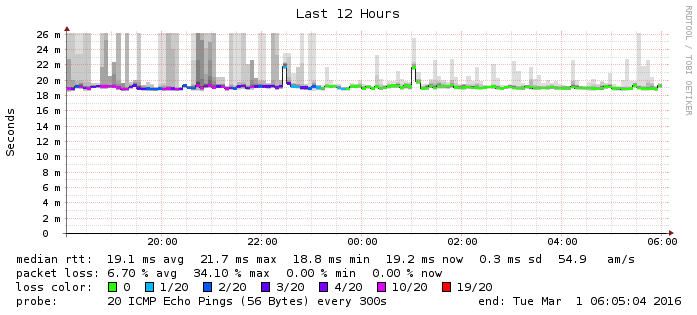 Last 12 Hours
RRDTOOL / TOBI OETIKER
Seconds
26 m
24 m
22 m
20 m
18 m
16 m
14 m
12 m
10 m
8 m
6 m
4 m
2 m
0
20:00 22:00 00:00 02:00 04:00 06:00
median rtt: 19.1 ms avg 21.7 ms max 18.8 ms min 19.2 ms now 0.3 ms sd 54.9 am/s
packet loss: 6.70 % avg 34.10 % max 0.00 % min 0.00 % now
loss color: 0 1/20 2/20 3/20 4/20 10/20 19/20
probe: 20 ICMP Echo Pings (56 Bytes) every 300s end: Tue Mar 1 06:05:04 2016